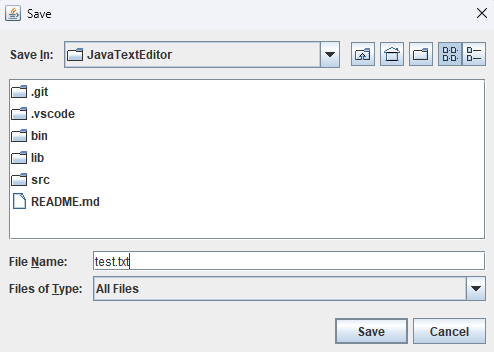 Save
Save In: JavaTextEditor
.git
.vscode
bin
lib
src
README.md
File Name: test.txt
Files of Type: All Files
Save Cancel